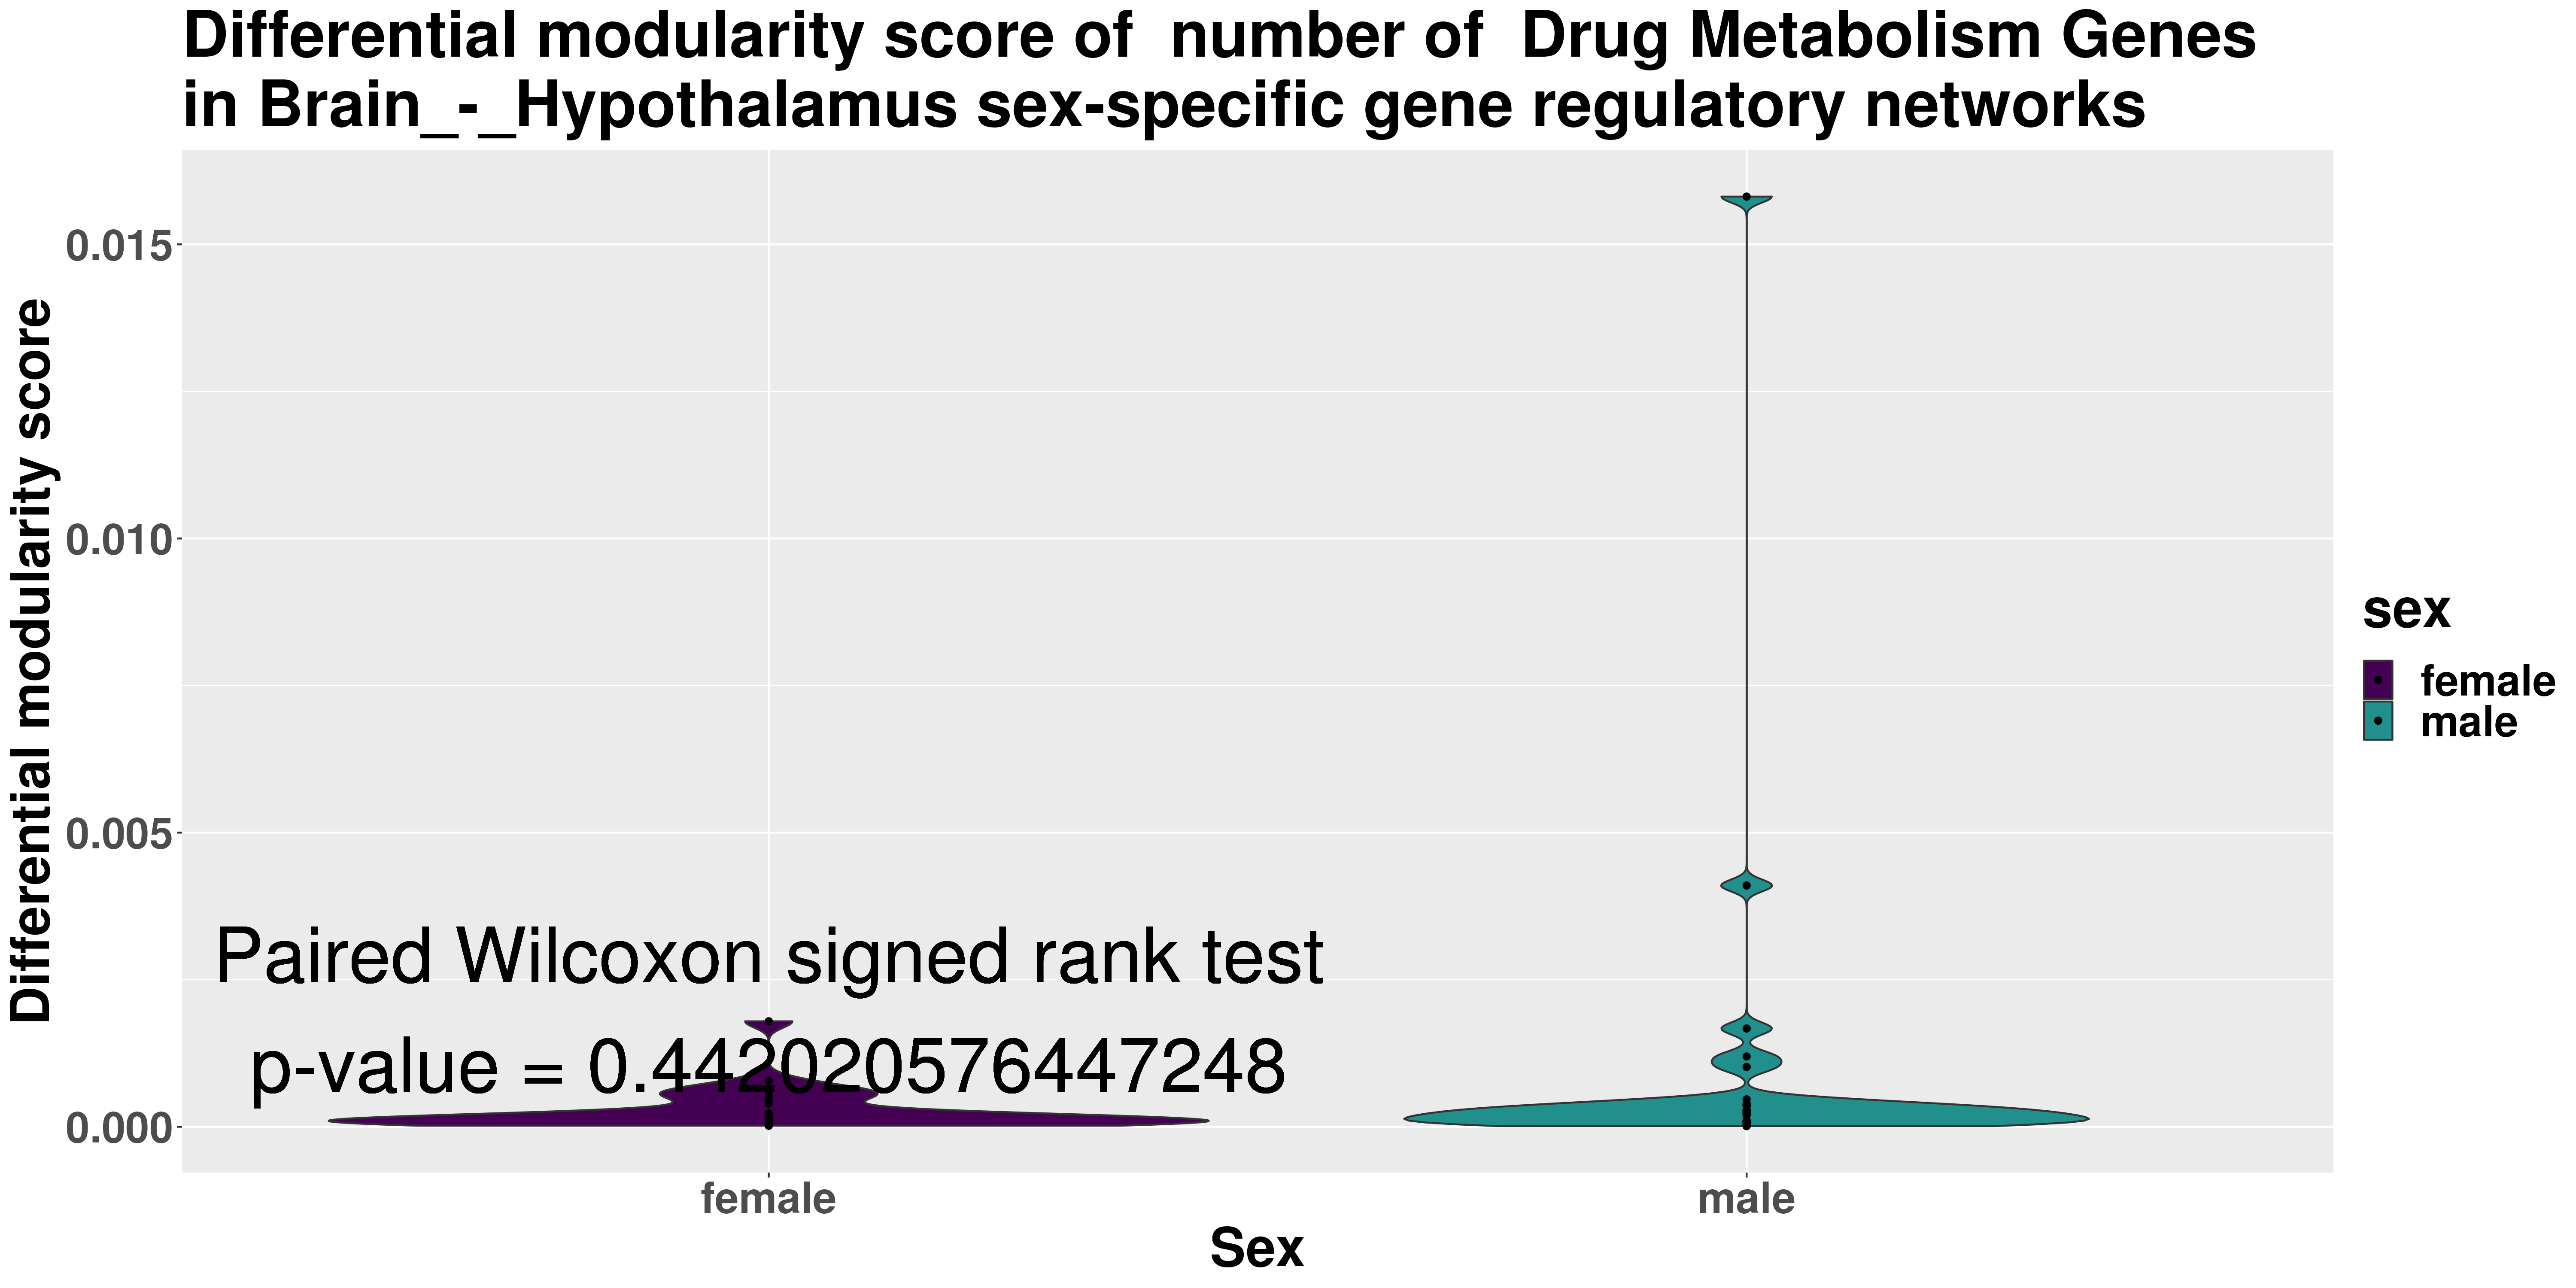 Differential modularity score of  number of  Drug Metabolism Genes
in Brain_-_Hypothalamus sex-specific gene regulatory networks
Differential modularity score
0.015
0.010
0.005
0.000
Paired Wilcoxon signed rank test
p-value = 0.442020576447248
female
male
Sex
sex
female
male